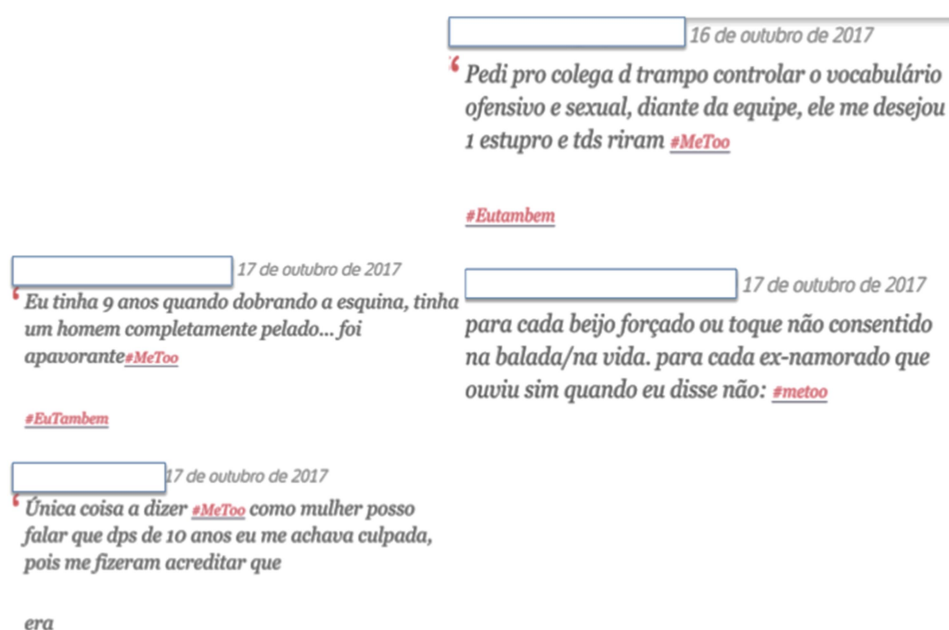 16 de outubro de 2017
‘ Pedi pro colega d trampo controlar o vocabulário
ofensivo e sexual, diante da equipe, ele me desejou
1 estupro e tds riram #MeToo
#Eutambem
17 de outubro de 2017
‘ Eu tinha 9 anos quando dobrando a esquina, tinha
um homem completamente pelado... foi
apavorante#MeToo
#EuTambem
17 de outubro de 2017
para cada beijo forçado ou toque não consentido
na balada/na vida. para cada ex-namorado que
ouviu sim quando eu disse não: #metoo
17 de outubro de 2017
‘ Única coisa a dizer #MeToo como mulher posso
falar que dps de 10 anos eu me achava culpada,
pois me fizeram acreditar que
era